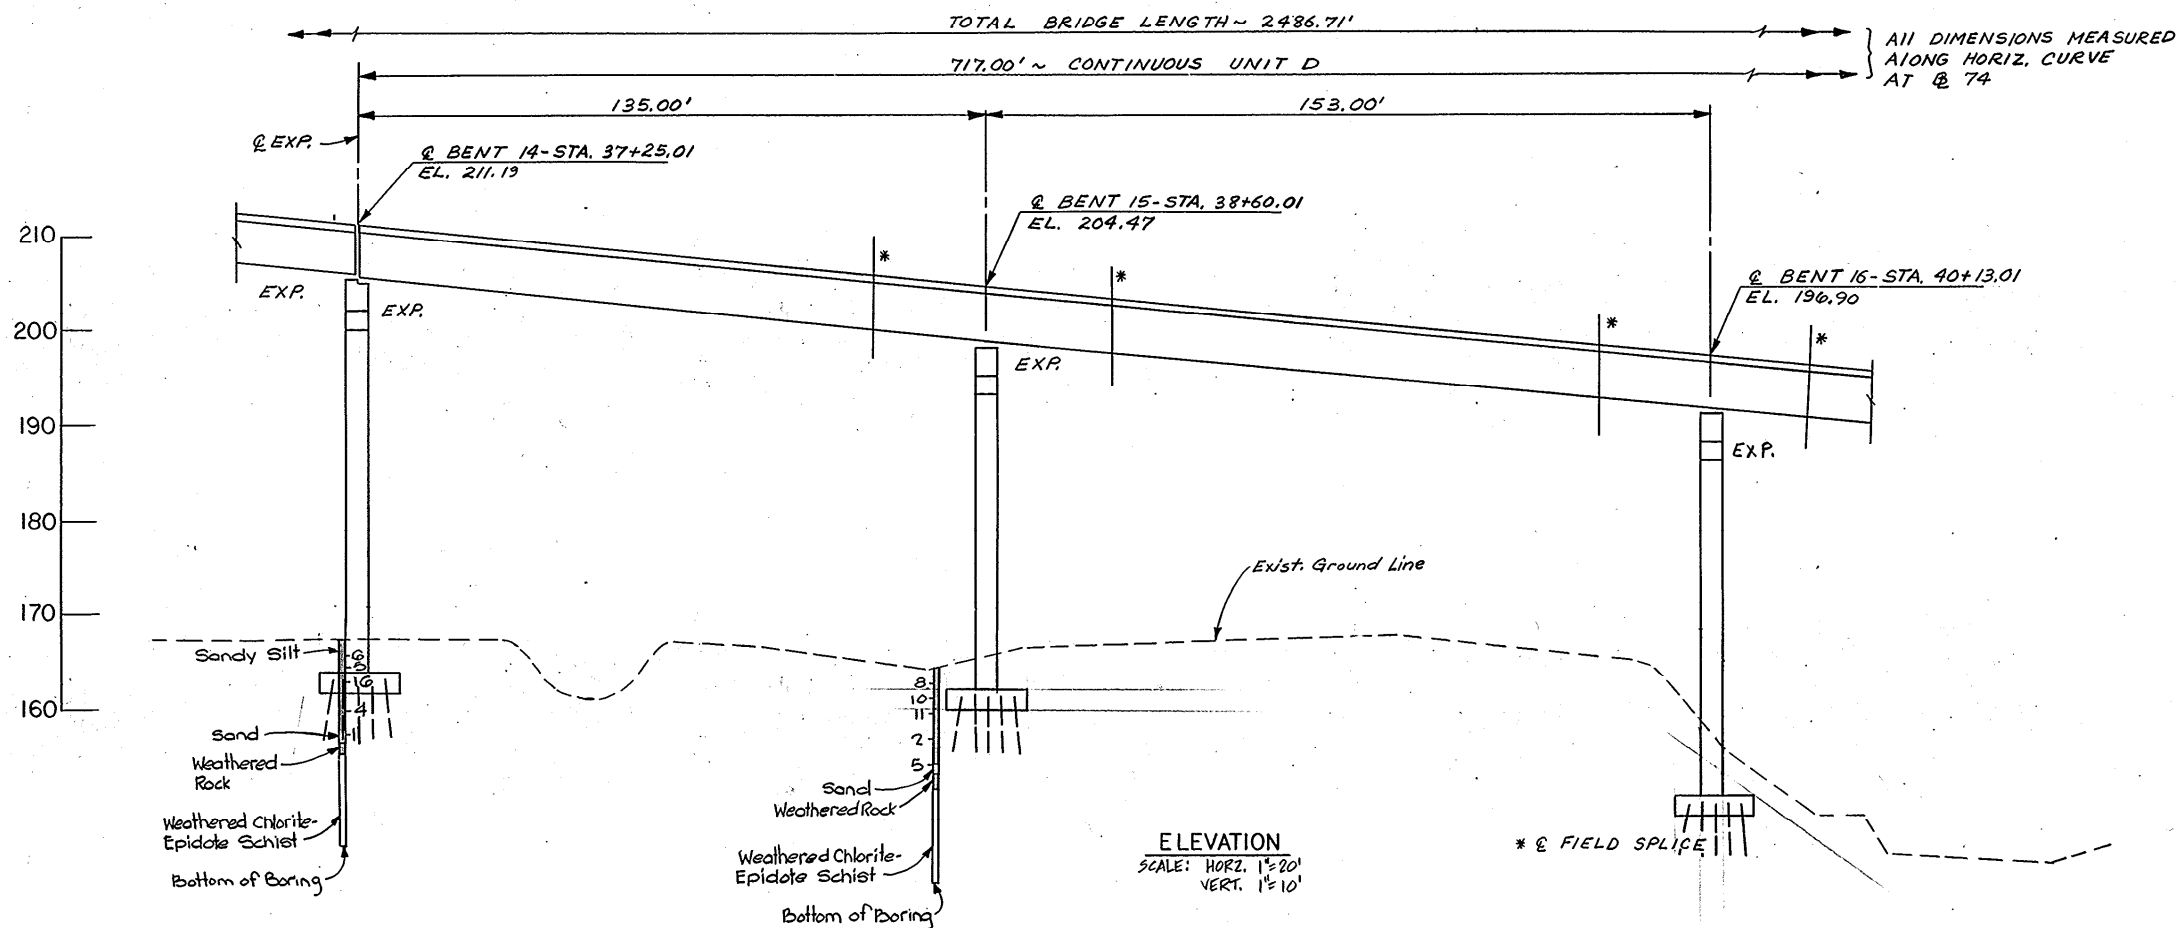 TOTAL BRIDGE LENGTH ~ 2486.71'
717.00' ~ CONTINUOUS UNIT D
All DIMENSIONS MEASURED
AlONG HORIZ. CURVE
AT ℄ 74
135.00'
153.00'
℄ EXP.
℄ BENT 14-STA. 37+25.01
EL. 211.19
℄ BENT 15-STA. 38+60.01
EL. 204.47
℄ BENT 16-STA. 40+13.01
EL. 196.90
210
200
190
180
170
160
EXP.
EXP.
EXP.
EXP.
*
*
*
*
Exist. Ground Line
Sandy Silt
6
5
16
4
1
Sand
Weathered
Rock
Weathered Chlorite-
Epidote Schist
Bottom of Boring
8
10
11
2
5
Sand
Weathered Rock
Weathered Chlorite-
Epidote Schist
Bottom of Boring
ELEVATION
SCALE: HORZ. 1"=20'
VERT. 1"=10'
* ℄ FIELD SPLICE